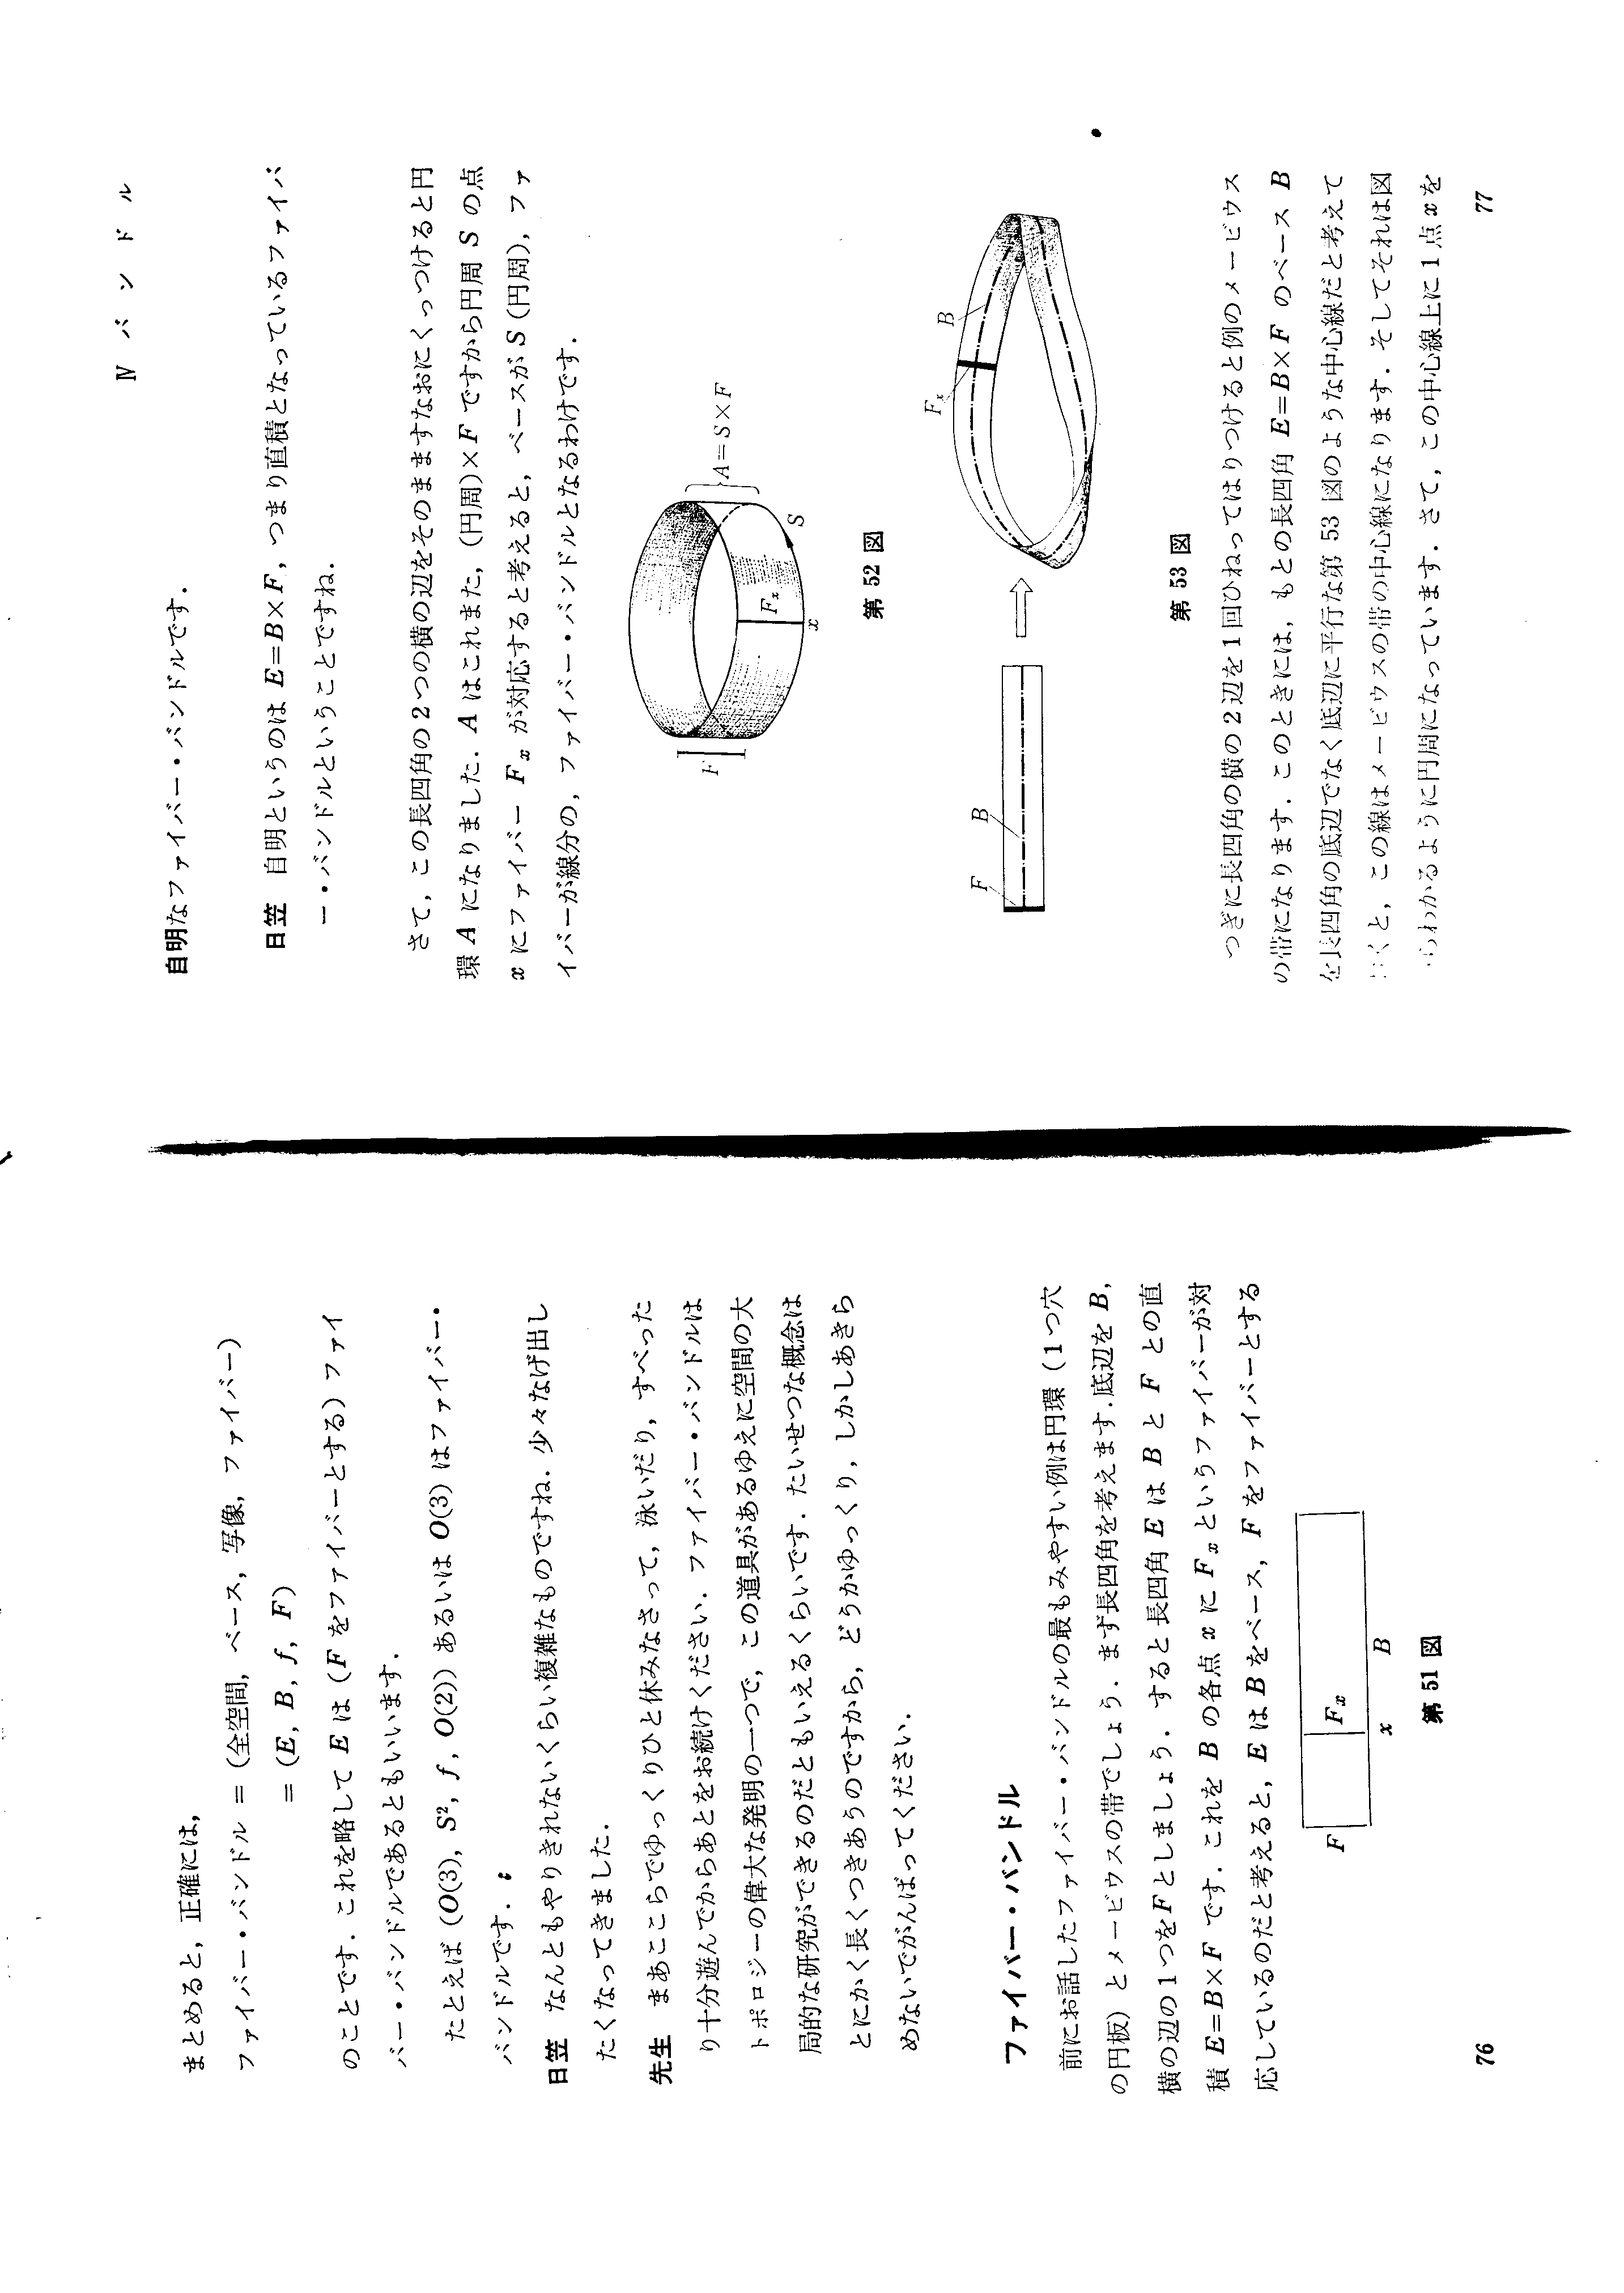 まとめると，正確には，
ファイバー・バンドル = (全空間, ベース, 写像, ファイバー)
= (E, B, f, F)
のことです．これを略して E は (F をファイバーとする) ファイ
バー・バンドルであるともいいます．
たとえば (O(3), S², f, O(2)) あるいは O(3) はファイバー・
バンドルです．
日笠 なんともやりきれないくらい複雑なものですね．少々なげ出し
たくなってきました．
先生 まあここらでゆっくりひと休みなさって，泳いだり，すべった
り十分遊んでからあとをお続けください．ファイバー・バンドルは
トポロジーの偉大な発明の一つで，この道具があるゆえに空間の大
局的な研究ができるのだともいえるくらいです．たいせつな概念は
とにかく長くつきあうのですから，どうかゆっくり，しかしあきら
めないでがんばってください．
ファイバー・バンドル
前にお話したファイバー・バンドルの最もみやすい例は円環 (1つ穴
の円板) とメービウスの帯でしょう．まず長四角を考えます．底辺を B,
横の辺の1つをFとしましょう．すると長四角 E は B と F との直
積 E=B×F です．これを B の各点 x に Fx というファイバーが対
応しているのだと考えると，E は B をベース，F をファイバーとする
F
Fx
x
B
第 51 図
76
Ⅳ バンドル
自明なファイバー・バンドルです．
日笠 自明というのは E=B×F，つまり直積となっているファイバ
ー・バンドルということですね．
さて，この長四角の2つの横の辺をそのまますなおにくっつけると円
環 A になりました．A はこれまた，(円周)×F ですから円周 S の点
x にファイバー Fx が対応すると考えると，ベースが S (円周)，ファ
イバーが線分の，ファイバー・バンドルとなるわけです．
F
Fx
x
S
A=S×F
第 52 図
F
B
Fx
B
第 53 図
つぎに長四角の横の2辺を1回ひねってはりつけると例のメービウス
の帯になります．このときには，もとの長四角 E=B×F のベース B
を長四角の底辺でなく底辺に平行な第 53 図のような中心線だと考えて
おくと，この線はメービウスの帯の中心線になります．そしてそれは図
からわかるように円周になっています．さて，この中心線上に1点 x を
77